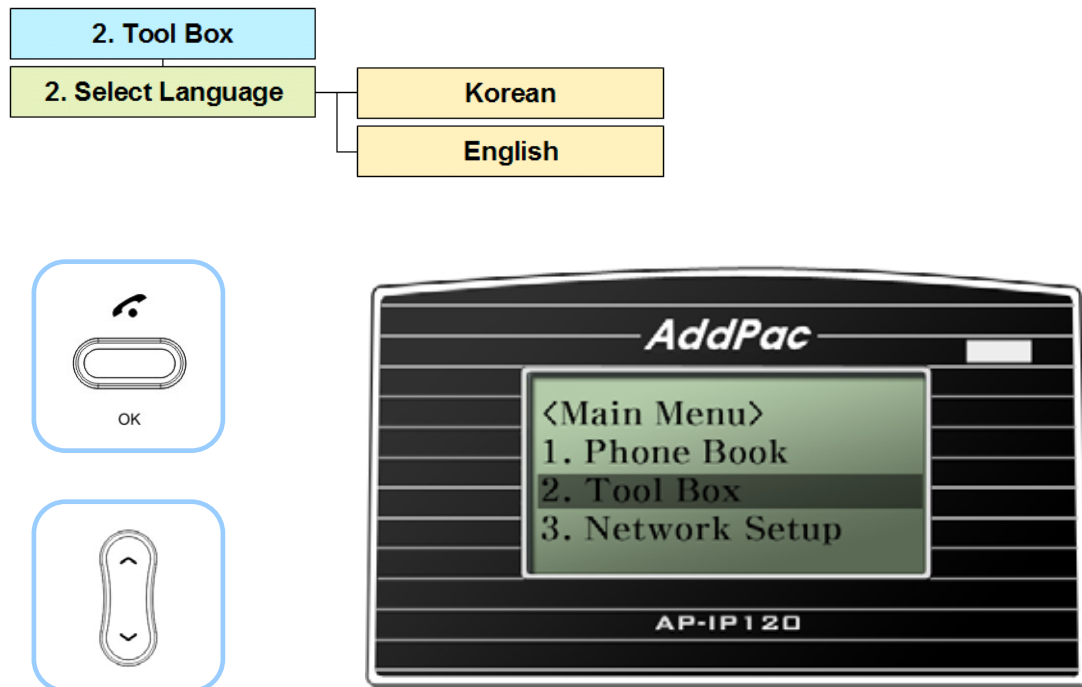 2. Tool Box
2. Select Language
Korean
English
OK
AddPac
<Main Menu>
1. Phone Book
2. Tool Box
3. Network Setup
AP-IP120